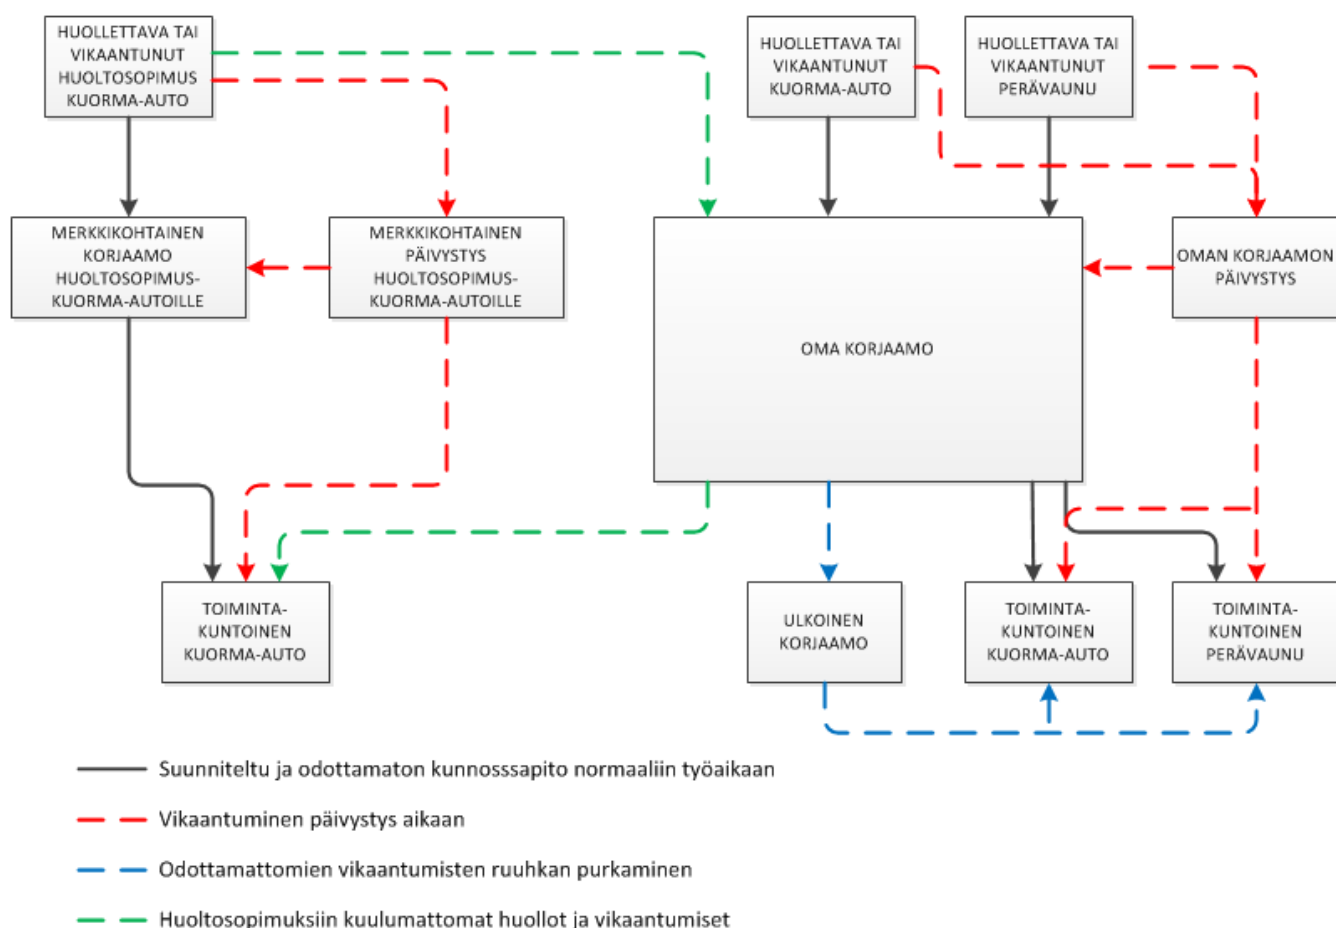 HUOLLETTAVA TAI
VIKAANTUNUT
HUOLTOSOPIMUS
KUORMA-AUTO
HUOLLETTAVA TAI
VIKAANTUNUT
KUORMA-AUTO
HUOLLETTAVA TAI
VIKAANTUNUT
PERÄVAUNU
MERKKIKOHTAINEN
KORJAAMO
HUOLTOSOPIMUS-
KUORMA-AUTOILLE
MERKKIKOHTAINEN
PÄIVYSTYS
HUOLTOSOPIMUS-
KUORMA-AUTOILLE
OMA KORJAAMO
OMAN KORJAAMON
PÄIVYSTYS
TOIMINTA-
KUNTOINEN
KUORMA-AUTO
ULKOINEN
KORJAAMO
TOIMINTA-
KUNTOINEN
KUORMA-AUTO
TOIMINTA-
KUNTOINEN
PERÄVAUNU
Suunniteltu ja odottamaton kunnosssapito normaaliin työaikaan
Vikaantuminen päivystys aikaan
Odottamattomien vikaantumisten ruuhkan purkaminen
Huoltosopimuksiin kuulumattomat huollot ja vikaantumiset